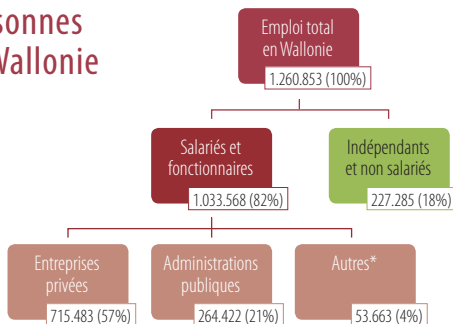 sonnes
Wallonie
Emploi total
en Wallonie
1.260.853 (100%)
Salariés et
fonctionnaires
1.033.568 (82%)
Indépendants
et non salariés
227.285 (18%)
Entreprises
privées
715.483 (57%)
Administrations
publiques
264.422 (21%)
Autres*
53.663 (4%)